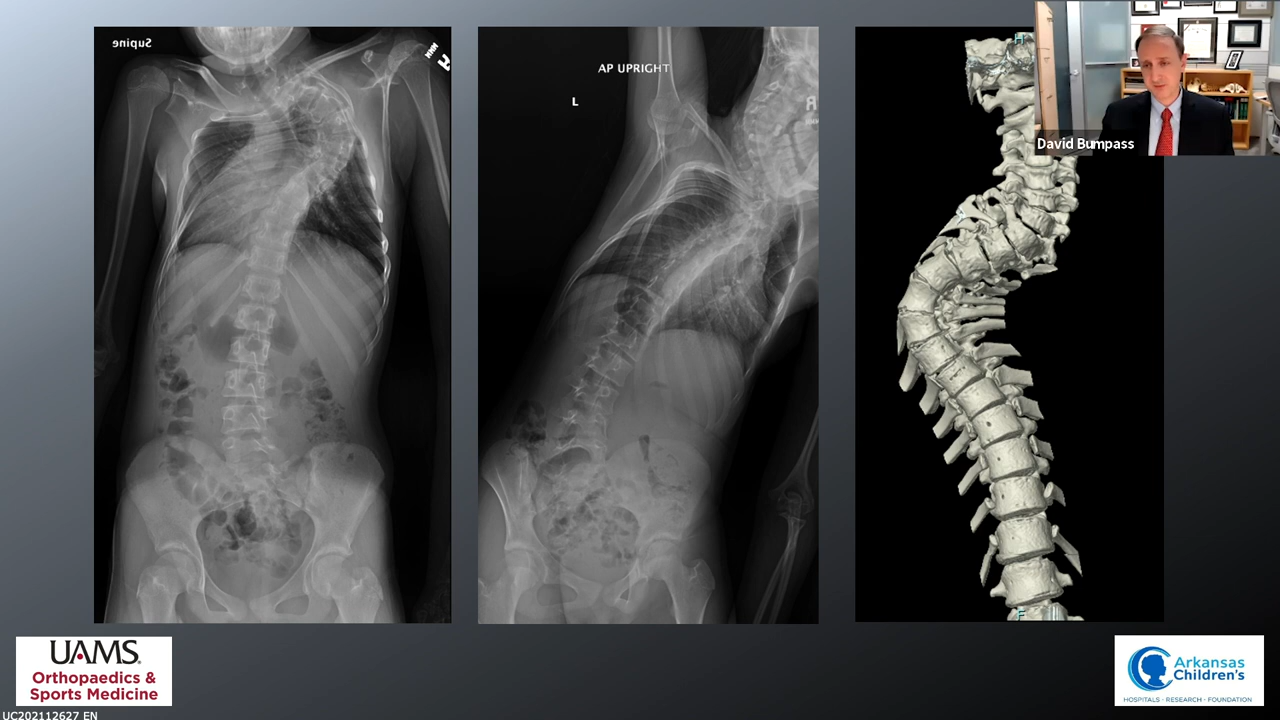 Supine
AP UPRIGHT
L
R
H
David Bumpass
F
UAMS
Orthopaedics &
Sports Medicine
UC202112627 EN
Arkansas
Children's
HOSPITALS • RESEARCH • FOUNDATION